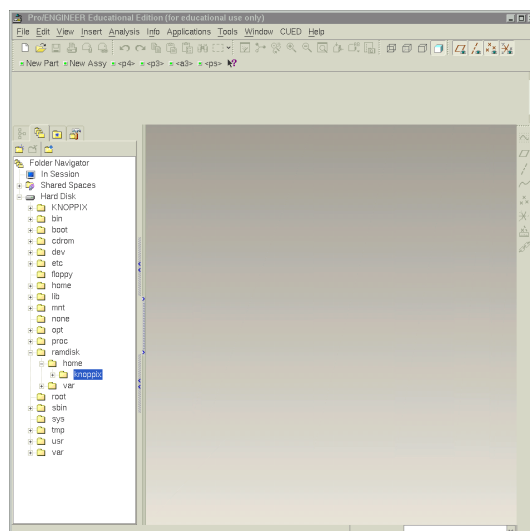 Pro/ENGINEER Educational Edition (for educational use only)
File Edit View Insert Analysis Info Applications Tools Window CUED Help
New Part New Assy <p4> <p3> <a3> <ps>
Folder Navigator
In Session
Shared Spaces
Hard Disk
KNOPPIX
bin
boot
cdrom
dev
etc
floppy
home
lib
mnt
none
opt
proc
ramdisk
home
knoppix
var
root
sbin
sys
tmp
usr
var